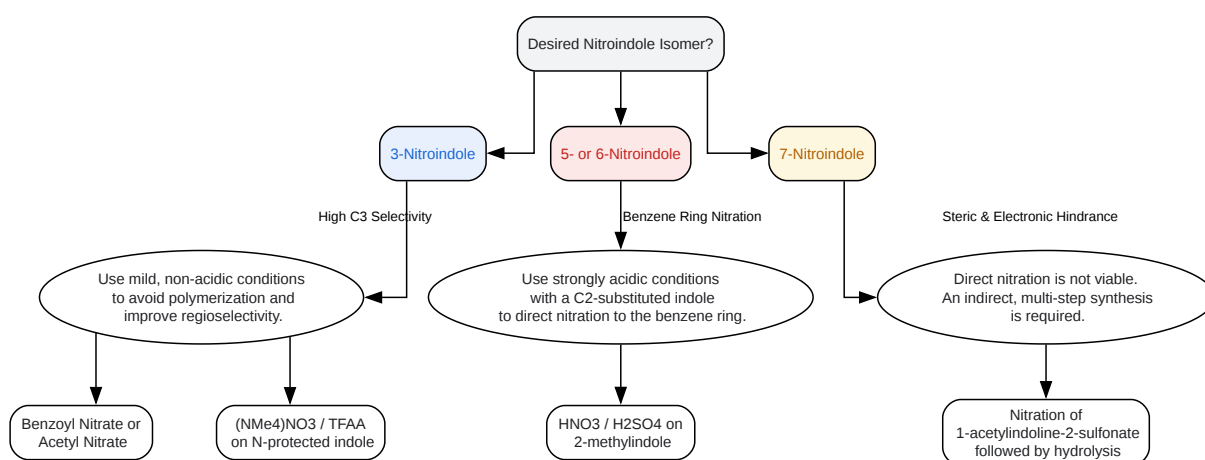 Desired Nitroindole Isomer?
3-Nitroindole
5- or 6-Nitroindole
7-Nitroindole
High C3 Selectivity
Benzene Ring Nitration
Steric & Electronic Hindrance
Use mild, non-acidic conditions
to avoid polymerization and
improve regioselectivity.
Use strongly acidic conditions
with a C2-substituted indole
to direct nitration to the benzene ring.
Direct nitration is not viable.
An indirect, multi-step synthesis
is required.
Benzoyl Nitrate or
Acetyl Nitrate
(NMe4)NO3 / TFAA
on N-protected indole
HNO3 / H2SO4 on
2-methylindole
Nitration of
1-acetylindoline-2-sulfonate
followed by hydrolysis